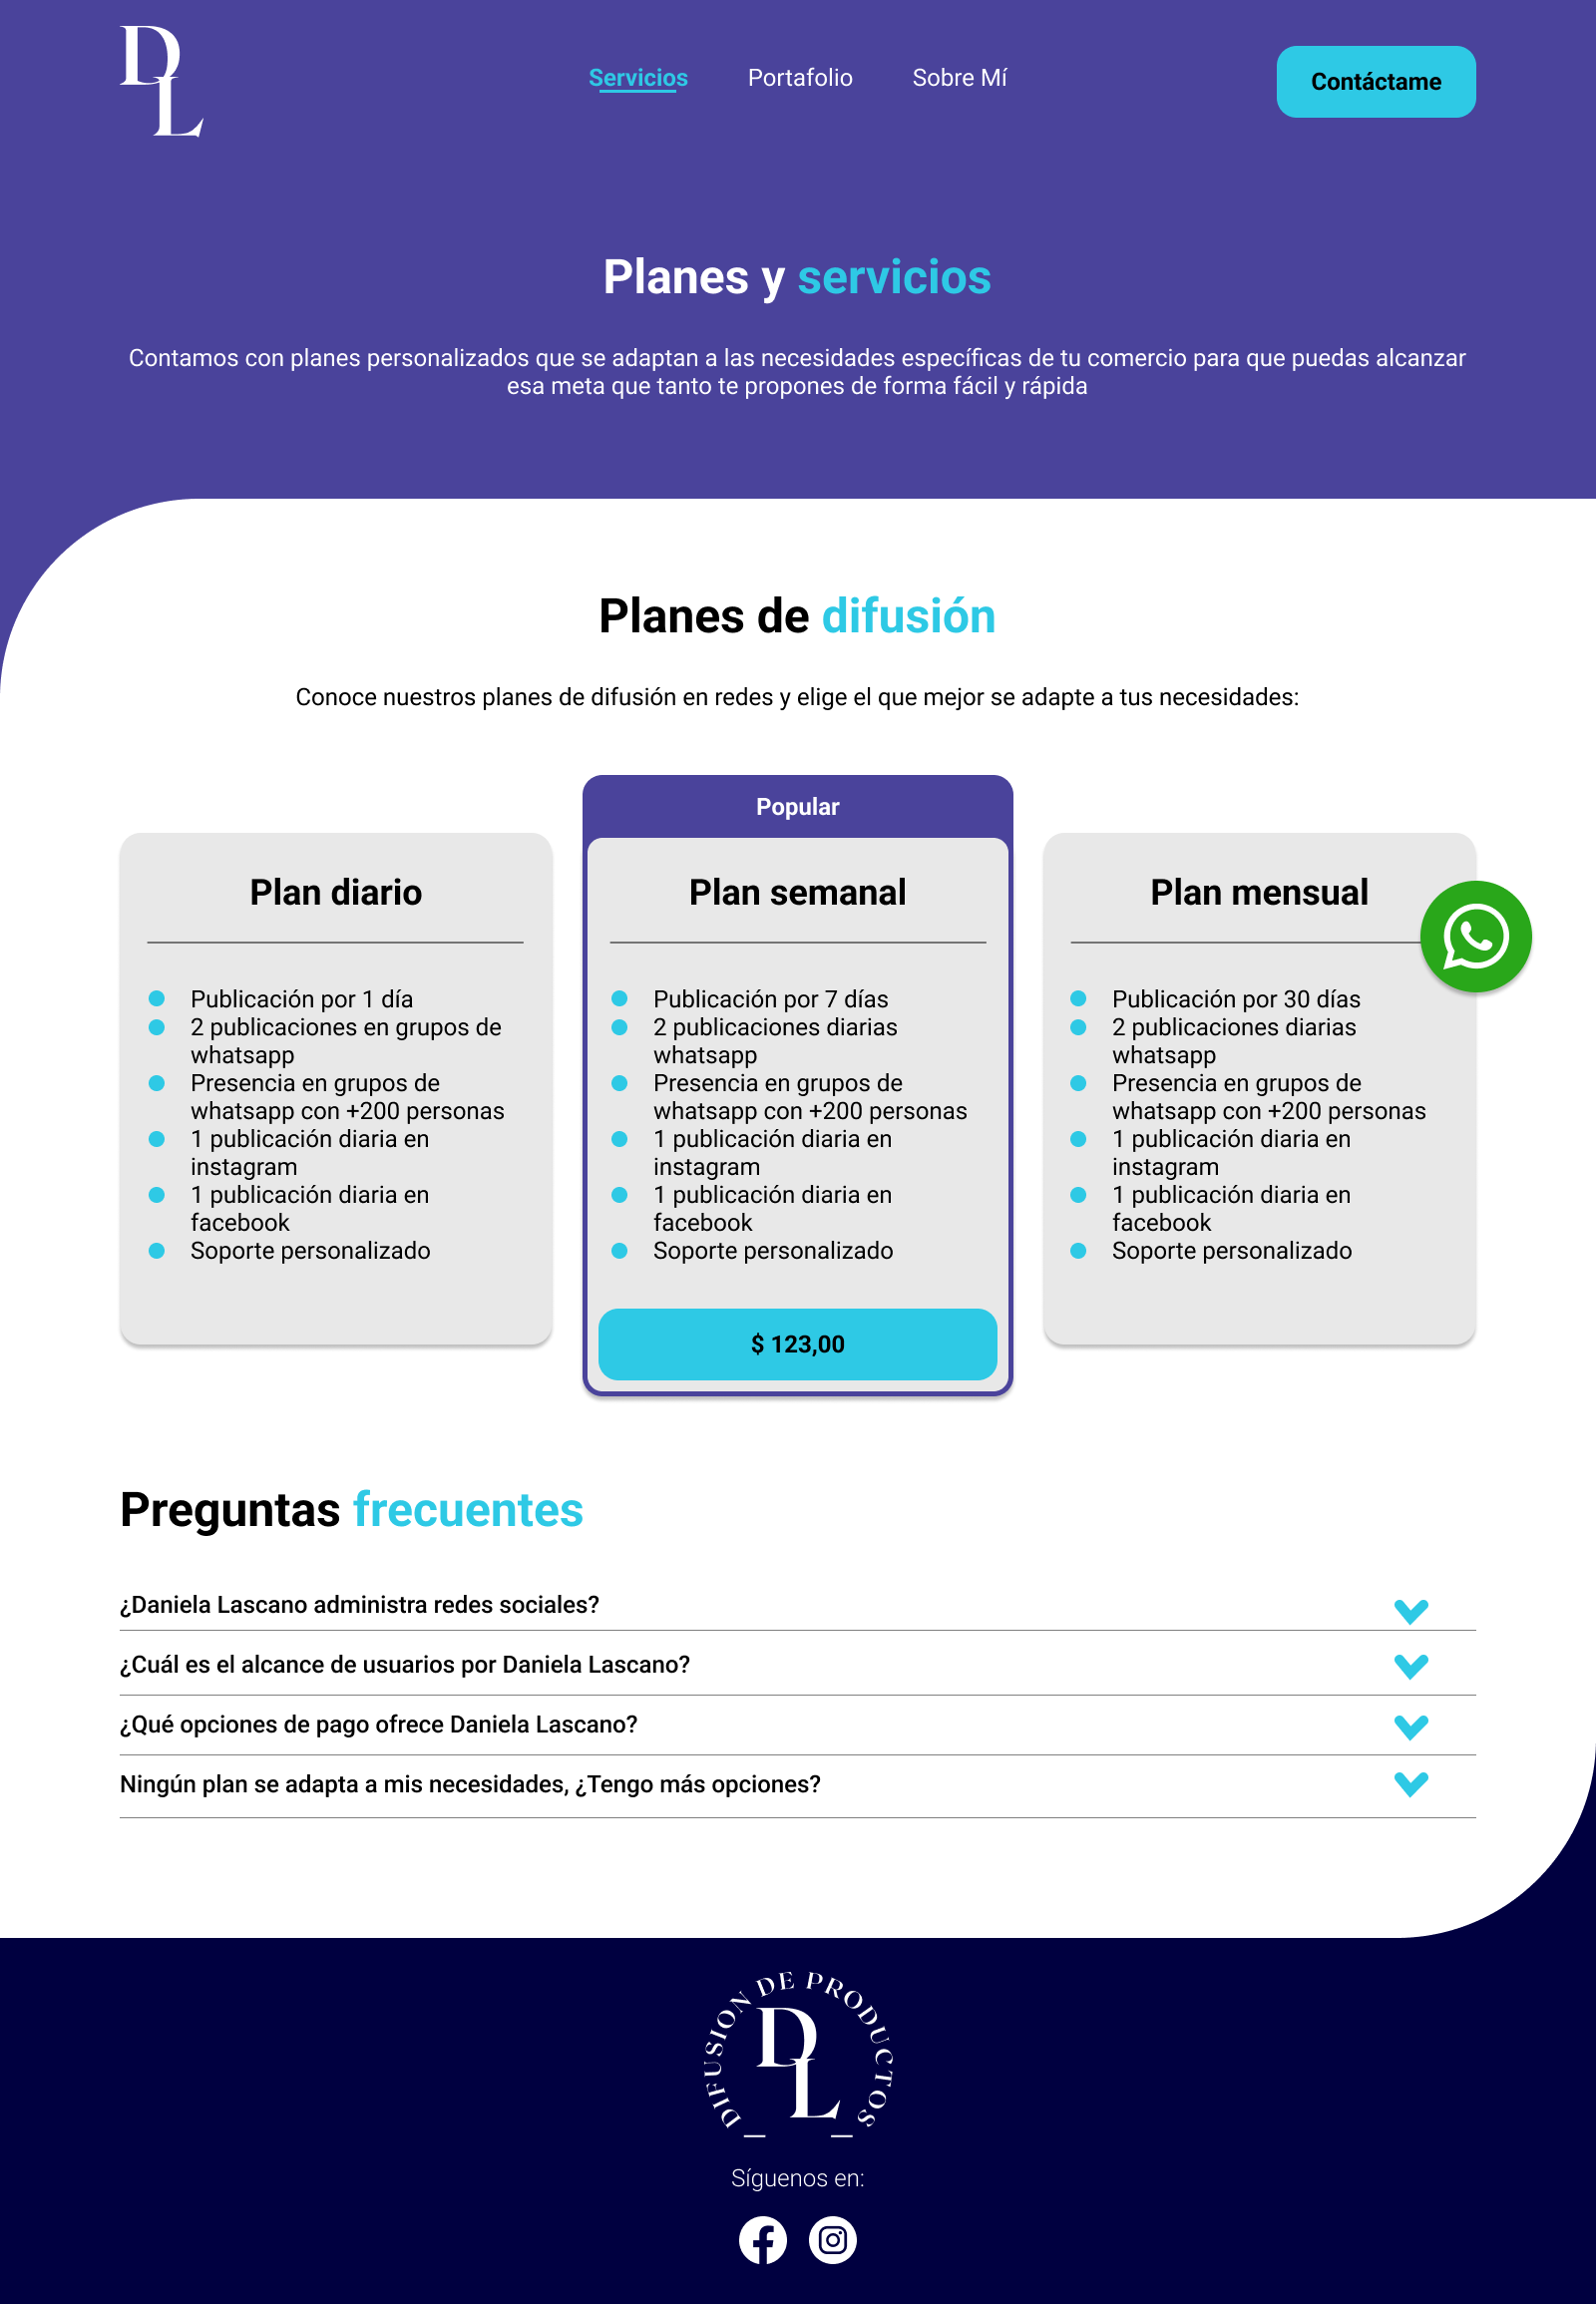 DL
Servicios
Portafolio
Sobre Mí
Contáctame
Planes y servicios
Contamos con planes personalizados que se adaptan a las necesidades específicas de tu comercio para que puedas alcanzar
esa meta que tanto te propones de forma fácil y rápida
Planes de difusión
Conoce nuestros planes de difusión en redes y elige el que mejor se adapte a tus necesidades:
Plan diario
Publicación por 1 día
2 publicaciones en grupos de
whatsapp
Presencia en grupos de
whatsapp con +200 personas
1 publicación diaria en
instagram
1 publicación diaria en
facebook
Soporte personalizado
Popular
Plan semanal
Publicación por 7 días
2 publicaciones diarias
whatsapp
Presencia en grupos de
whatsapp con +200 personas
1 publicación diaria en
instagram
1 publicación diaria en
facebook
Soporte personalizado
$ 123,00
Plan mensual
Publicación por 30 días
2 publicaciones diarias
whatsapp
Presencia en grupos de
whatsapp con +200 personas
1 publicación diaria en
instagram
1 publicación diaria en
facebook
Soporte personalizado
Preguntas frecuentes
¿Daniela Lascano administra redes sociales?
¿Cuál es el alcance de usuarios por Daniela Lascano?
¿Qué opciones de pago ofrece Daniela Lascano?
Ningún plan se adapta a mis necesidades, ¿Tengo más opciones?
DIFUSION DE PRODUCTOS
DL
Síguenos en: